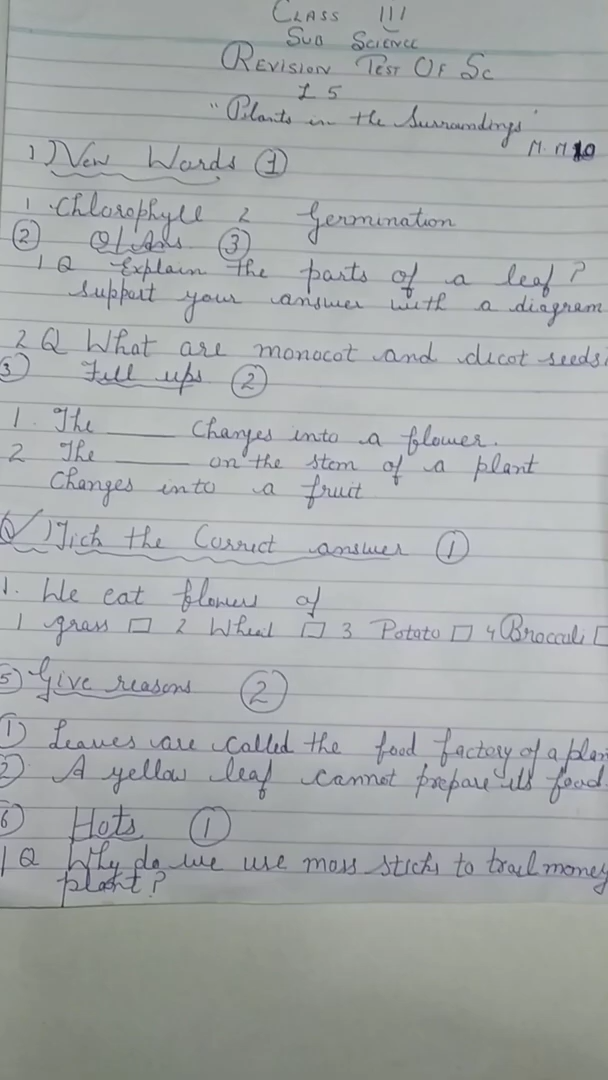 CLASS III
SUB SCIENCE
REVISION TEST OF SC
L 5
"Plants in the Surroundings"
M.M 10
1) New Words ①
1 Chlorophyll 2 Germination
② Q/Ans ③
1 Q Explain the parts of a leaf?
support your answer with a diagram
2 Q What are monocot and dicot seeds.
③ Fill ups ②
1. The ______ Changes into a flower.
2 The ______ on the stem of a plant
Changes into a fruit
Tick the Correct answer ①
1. We eat flowers of
1 grass □ 2 Wheat □ 3 Potato □ 4 Broccoli □
⑤ Give reasons ②
① Leaves are called the food factory of a plan
② A yellow leaf cannot prepare its food.
⑥ Hots ①
1 Q Why do we use moss sticks to trail money
plant?